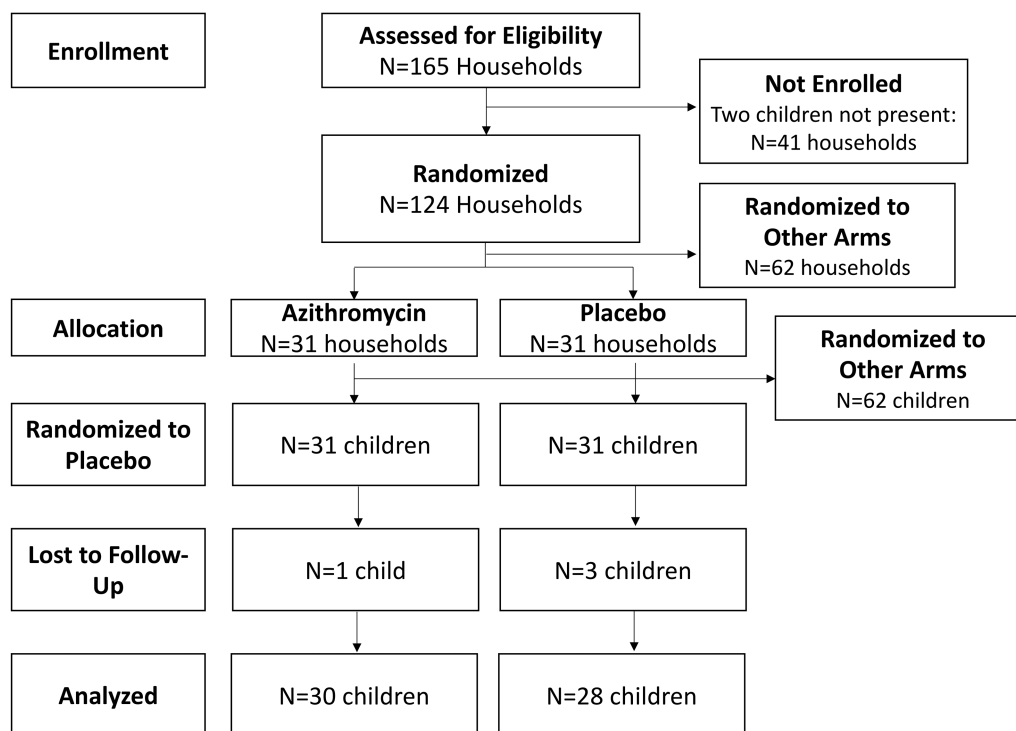 Enrollment
Assessed for Eligibility
N=165 Households
Not Enrolled
Two children not present:
N=41 households
Randomized
N=124 Households
Randomized to
Other Arms
N=62 households
Allocation
Azithromycin
N=31 households
Placebo
N=31 households
Randomized to
Other Arms
N=62 children
Randomized to
Placebo
N=31 children
N=31 children
Lost to Follow-
Up
N=1 child
N=3 children
Analyzed
N=30 children
N=28 children